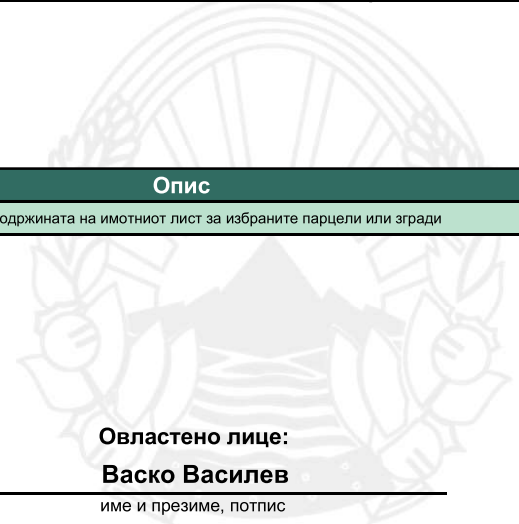 Опис
одржината на имотниот лист за избраните парцели или згради
Овластено лице:
Васко Василев
име и презиме, потпис